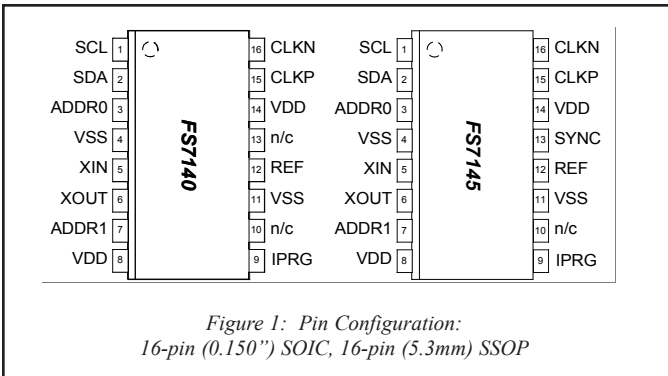 SCL 1 16 CLKN
SDA 2 15 CLKP
ADDR0 3 14 VDD
VSS 4 13 n/c
XIN 5 12 REF
XOUT 6 11 VSS
ADDR1 7 10 n/c
VDD 8 9 IPRG
FS7140
SCL 1 16 CLKN
SDA 2 15 CLKP
ADDR0 3 14 VDD
VSS 4 13 SYNC
XIN 5 12 REF
XOUT 6 11 VSS
ADDR1 7 10 n/c
VDD 8 9 IPRG
FS7145
Figure 1: Pin Configuration:
16-pin (0.150”) SOIC, 16-pin (5.3mm) SSOP